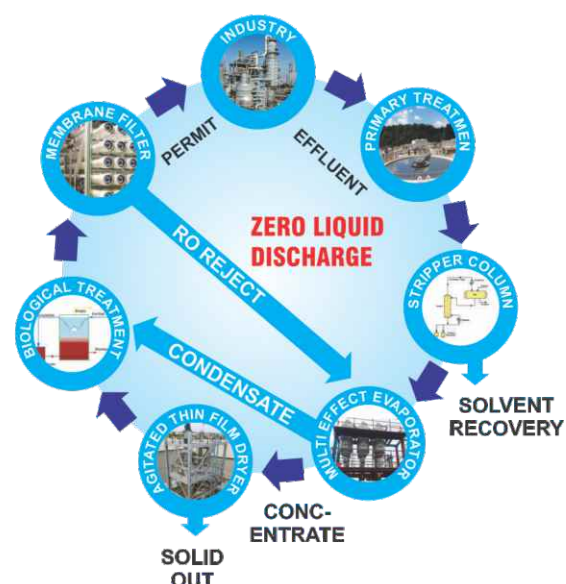 INDUSTRY
PRIMARY TREATMEN
STRIPPER COLUMN
SOLVENT
RECOVERY
MULTI EFFECT EVAPORATOR
CONC-
ENTRATE
AGITATED THIN FILM DRYER
SOLID
OUT
BIOLOGICAL TREATMENT
MEMBRANE FILTER
PERMIT
EFFLUENT
ZERO LIQUID
DISCHARGE
RO REJECT
CONDENSATE